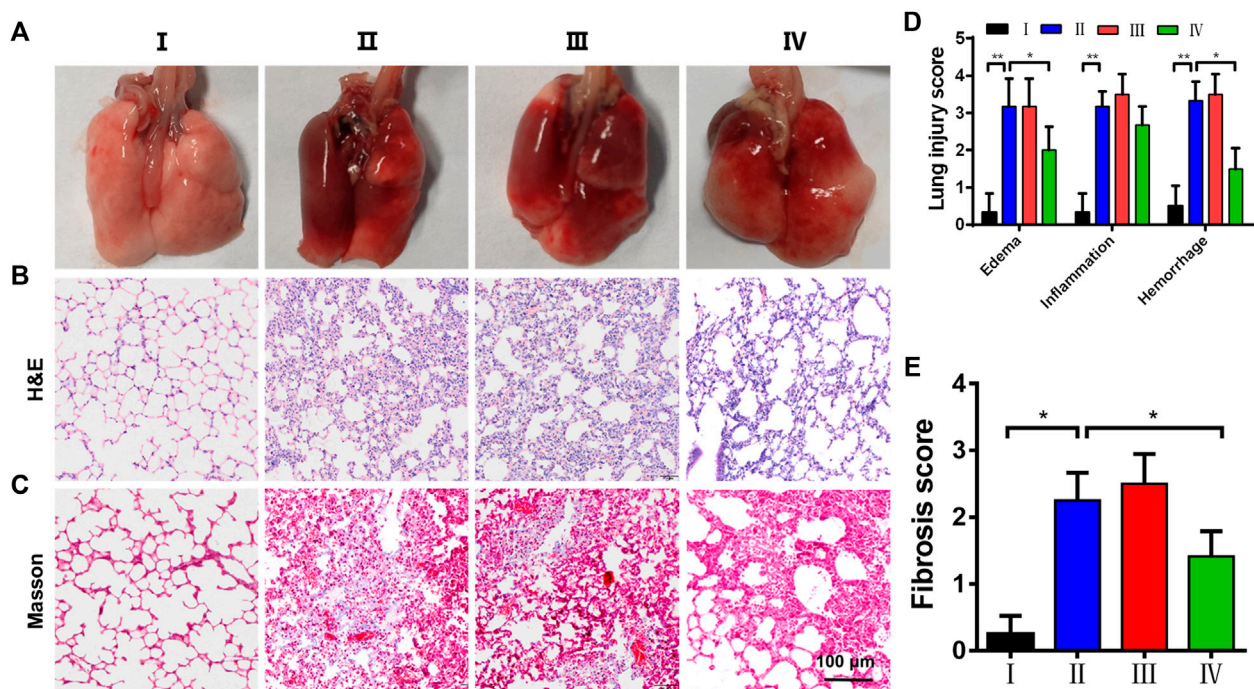 A
I
II
III
IV
B
H&E
C
Masson
100 μm
D
I
II
III
IV
Lung injury score
5
4
3
2
1
0
** *
**
** *
Edema
Inflammation
Hemorrhage
E
Fibrosis score
4
3
2
1
0
* *
I II III IV